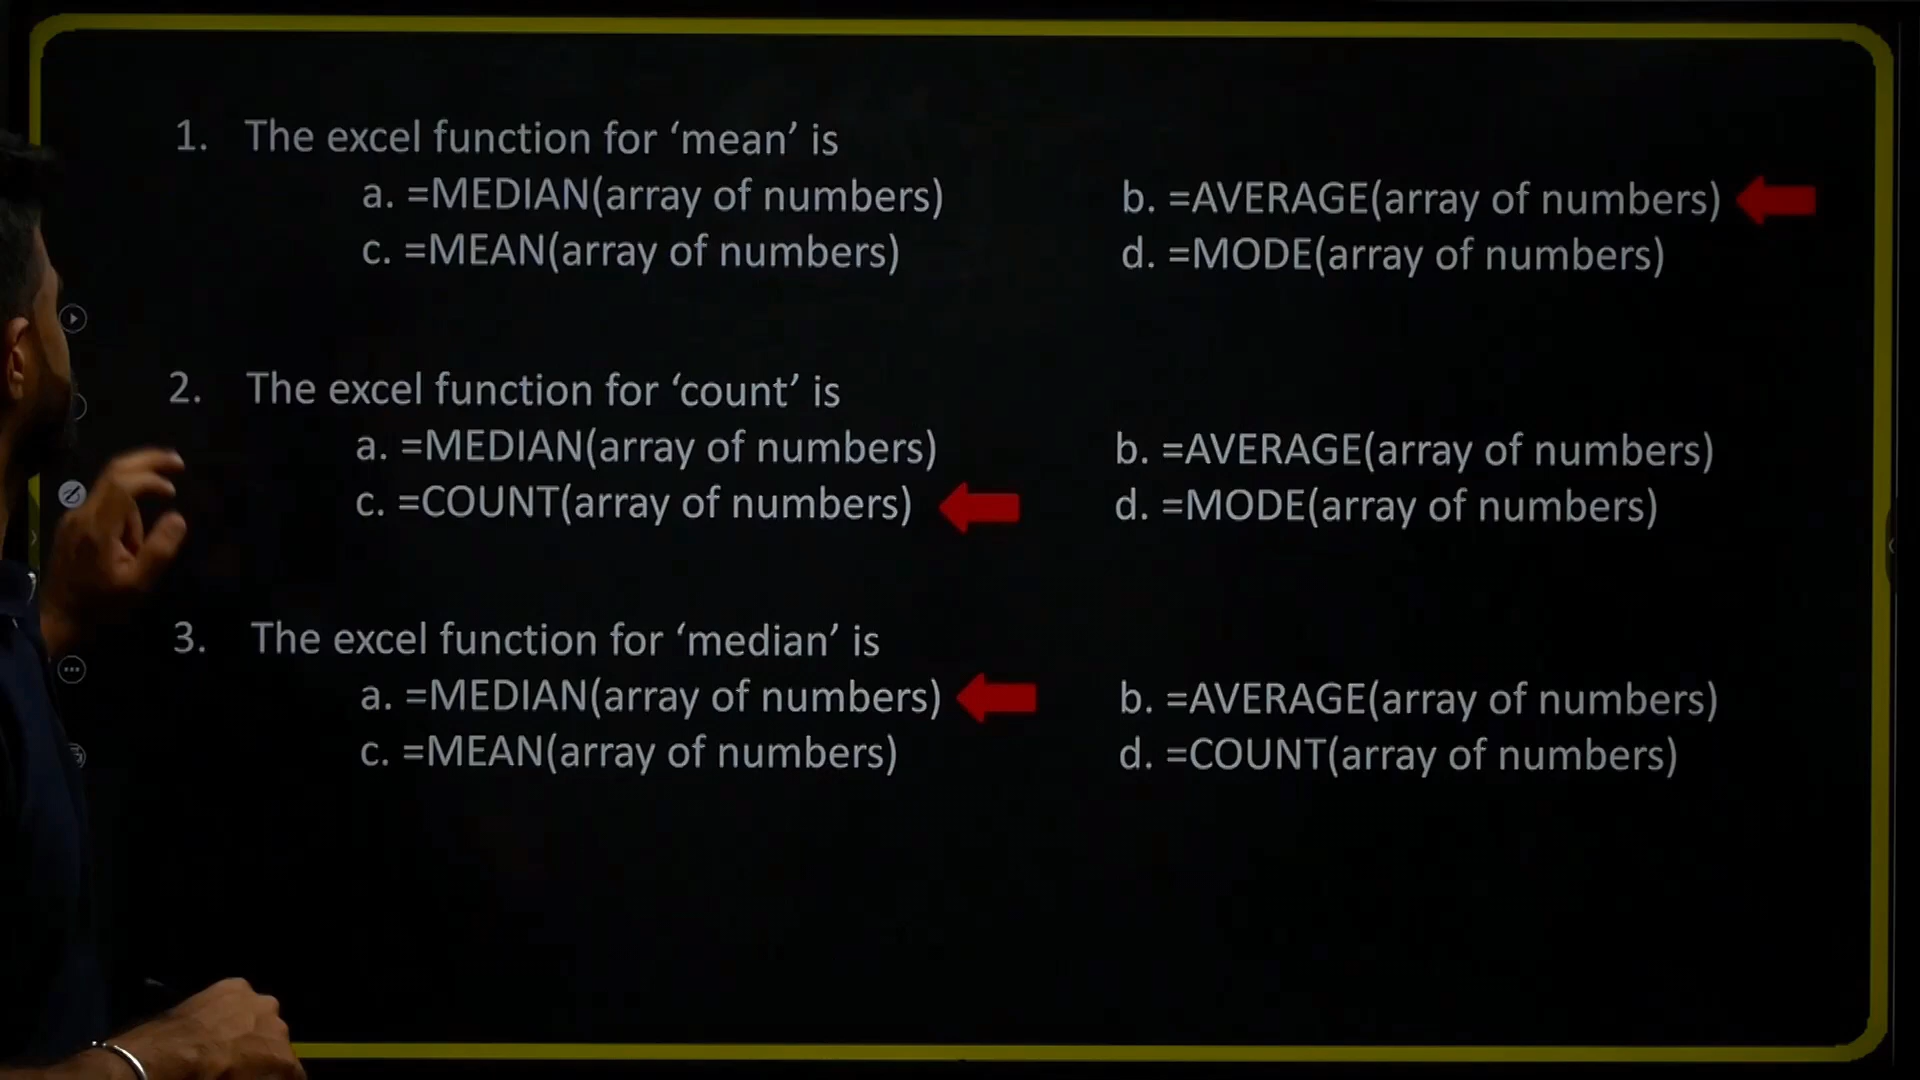 1. The excel function for ‘mean’ is
a. =MEDIAN(array of numbers) b. =AVERAGE(array of numbers)
c. =MEAN(array of numbers) d. =MODE(array of numbers)
2. The excel function for ‘count’ is
a. =MEDIAN(array of numbers) b. =AVERAGE(array of numbers)
c. =COUNT(array of numbers) d. =MODE(array of numbers)
3. The excel function for ‘median’ is
a. =MEDIAN(array of numbers) b. =AVERAGE(array of numbers)
c. =MEAN(array of numbers) d. =COUNT(array of numbers)